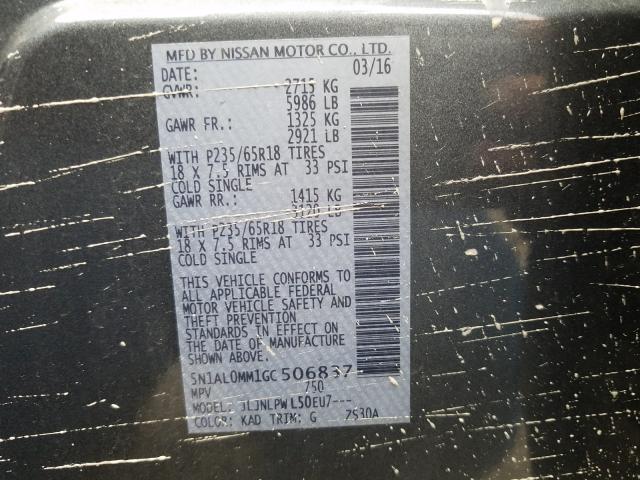 MFD BY NISSAN MOTOR CO., LTD.
DATE: 03/16
GVWR: 2715 KG
5986 LB
GAWR FR.: 1325 KG
2921 LB
WITH P235/65R18 TIRES
18 X 7.5 RIMS AT 33 PSI
COLD SINGLE
GAWR RR.: 1415 KG
3120 LB
WITH P235/65R18 TIRES
18 X 7.5 RIMS AT 33 PSI
COLD SINGLE
THIS VEHICLE CONFORMS TO
ALL APPLICABLE FEDERAL
MOTOR VEHICLE SAFETY AND
THEFT PREVENTION
STANDARDS IN EFFECT ON
THE DATE OF MANUFACTURE
SHOWN ABOVE.
5N1AL0MM1GC506837
MPV 750
MODEL: JLJNLPWL50EU7---
COLOR: KAD TRIM: G 7S30A